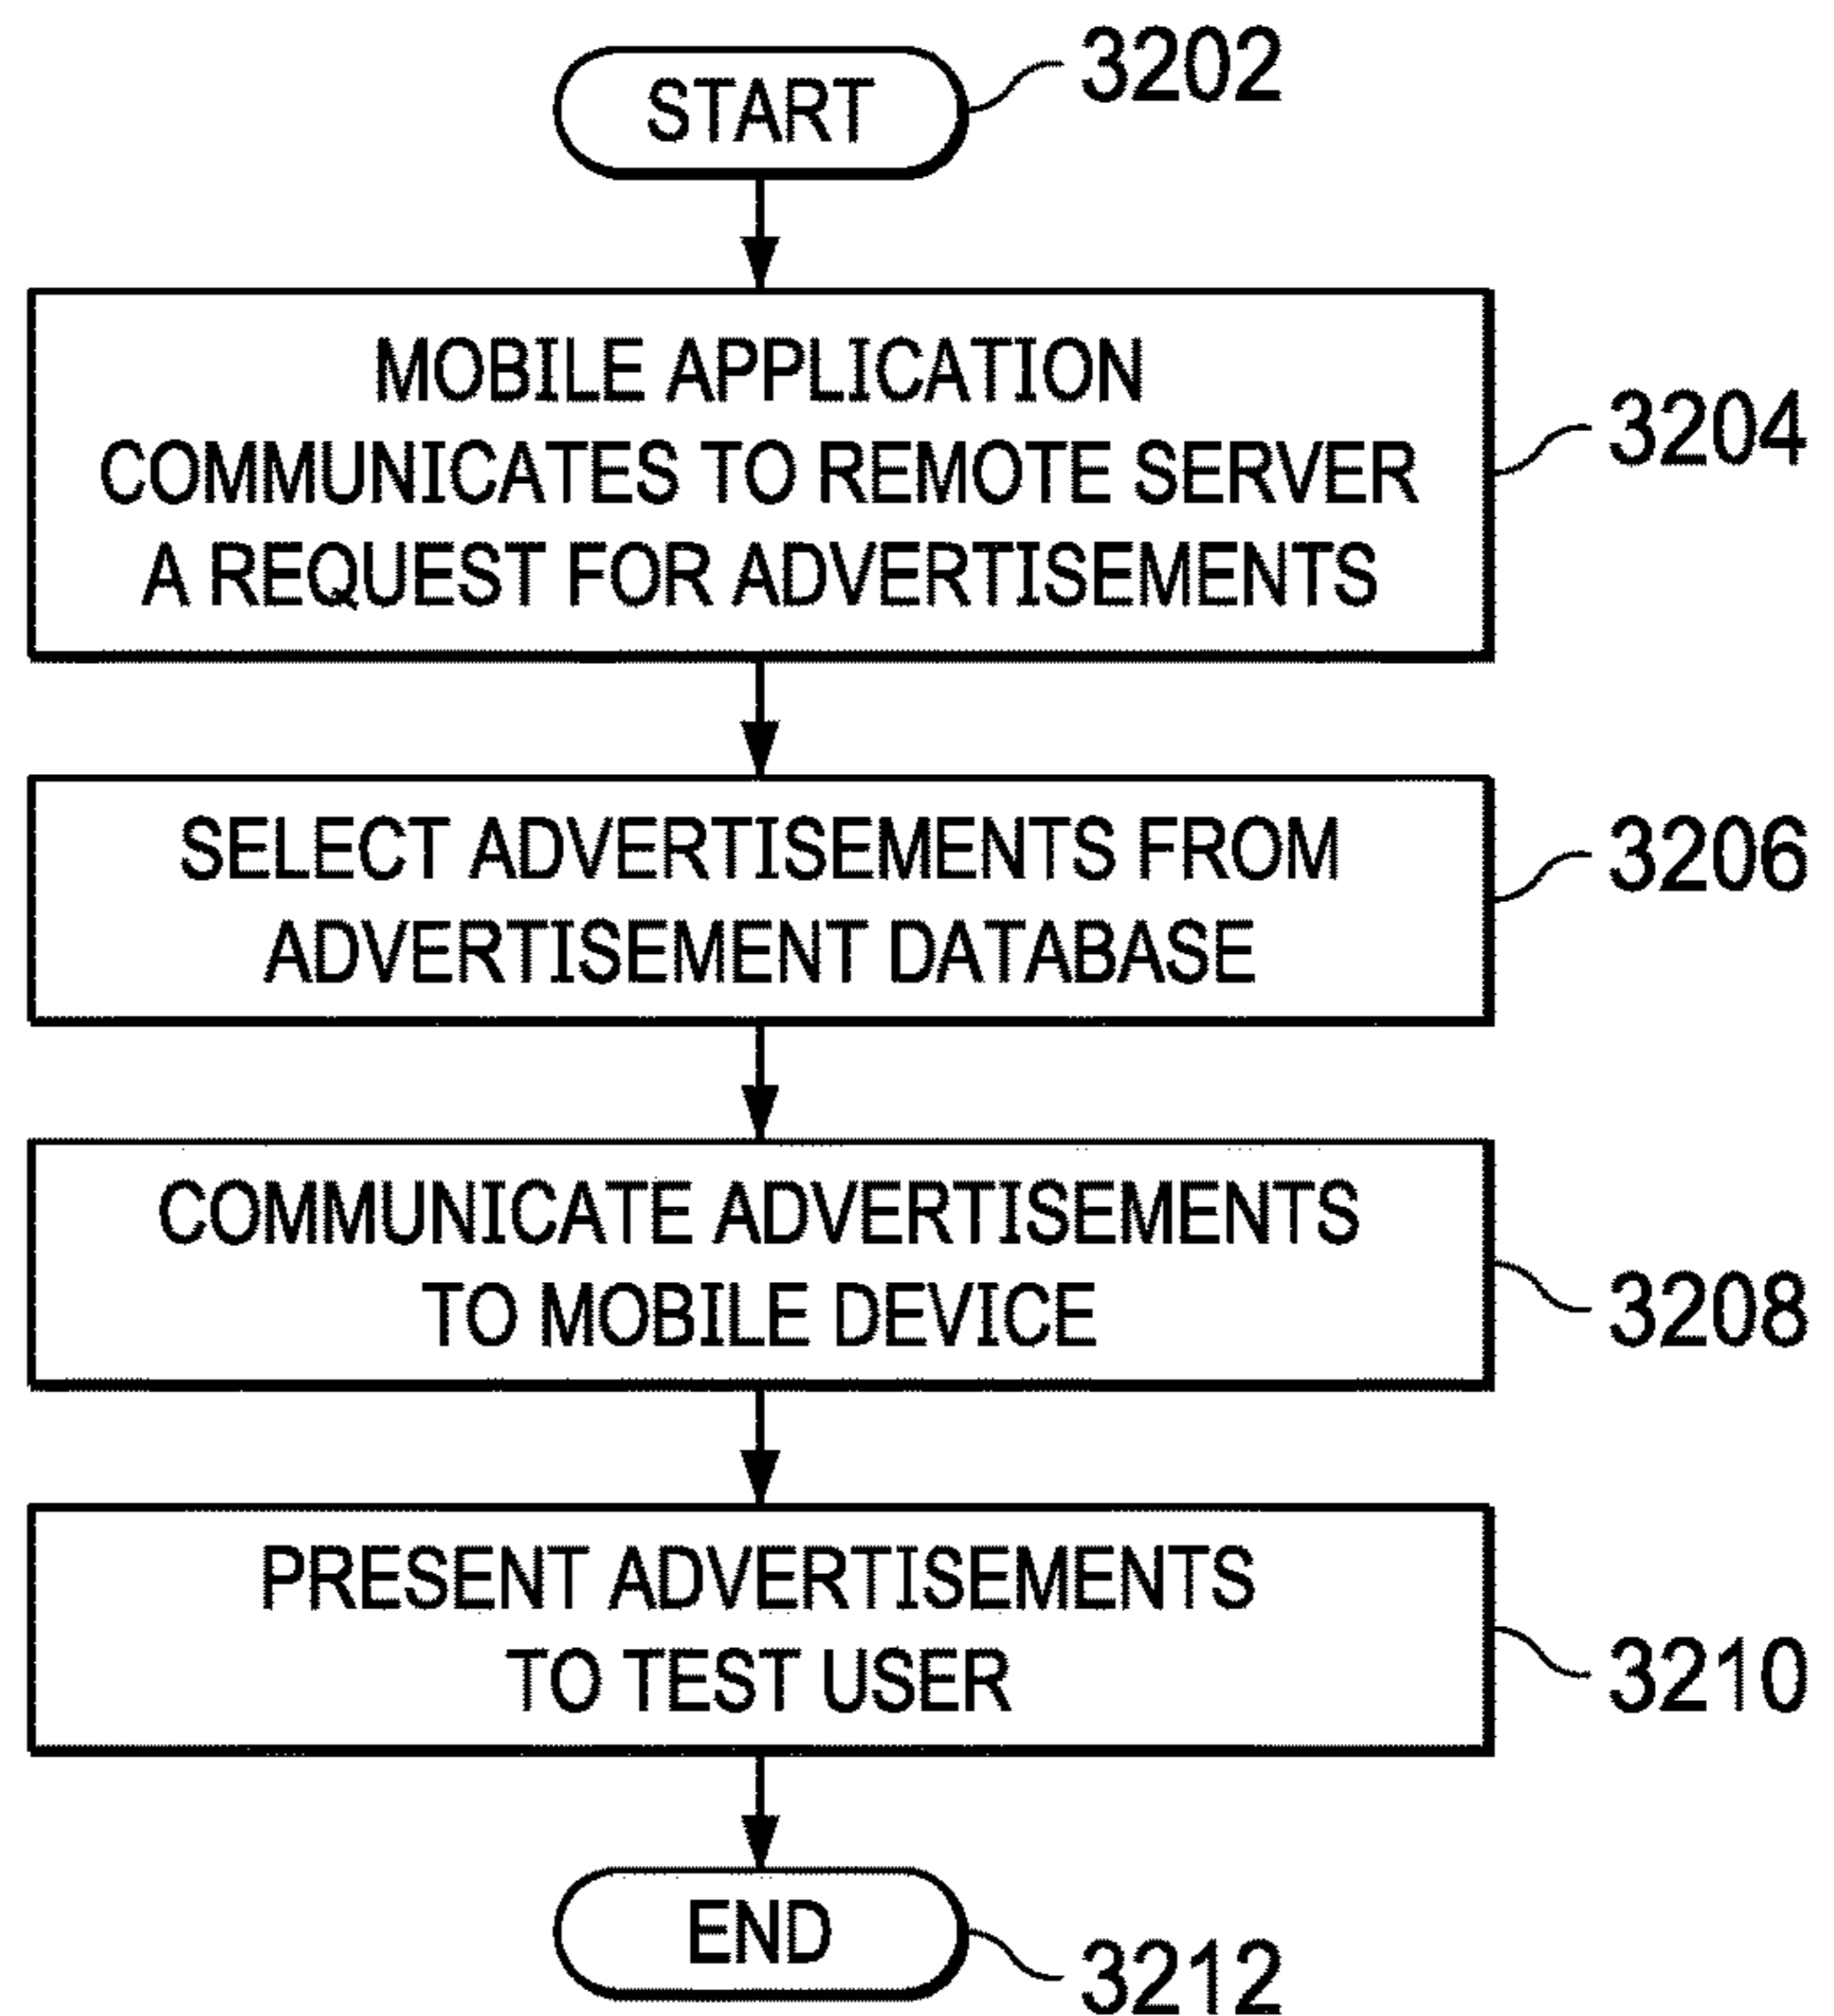 START
3202
MOBILE APPLICATION
COMMUNICATES TO REMOTE SERVER
A REQUEST FOR ADVERTISEMENTS
3204
SELECT ADVERTISEMENTS FROM
ADVERTISEMENT DATABASE
3206
COMMUNICATE ADVERTISEMENTS
TO MOBILE DEVICE
3208
PRESENT ADVERTISEMENTS
TO TEST USER
3210
END
3212